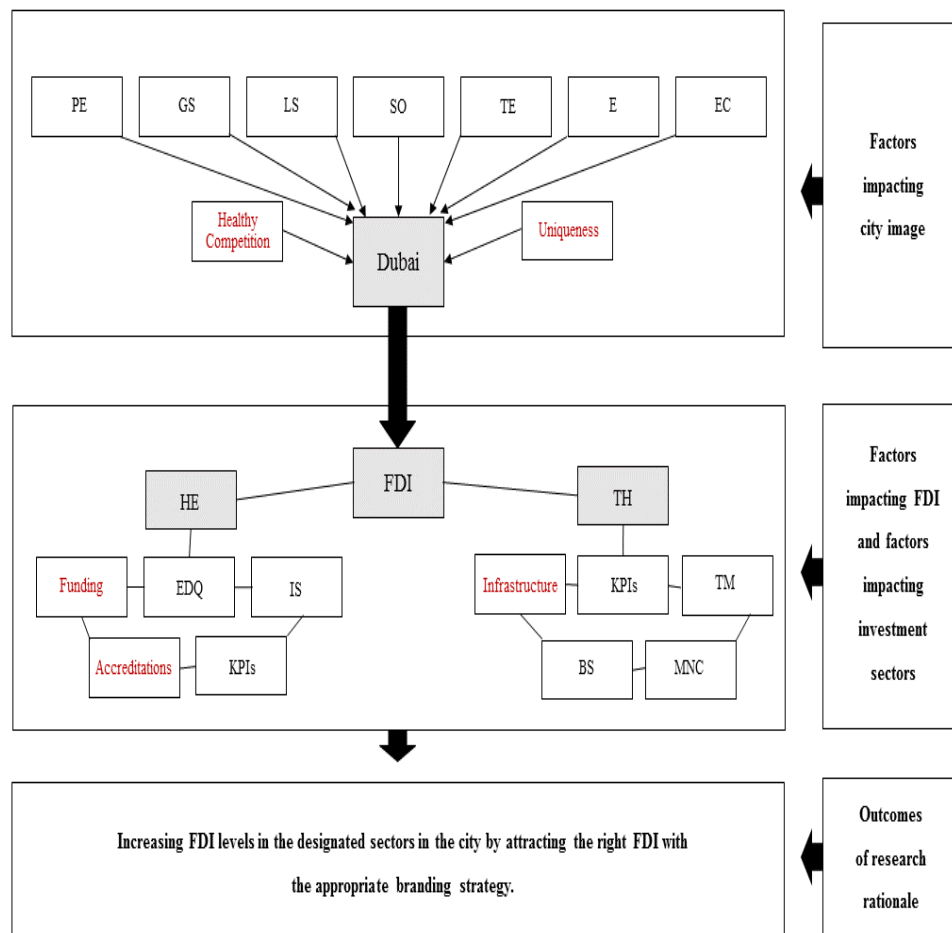 PE
GS
LS
SO
TE
E
EC
Healthy
Competition
Uniqueness
Dubai
Factors
impacting
city image
FDI
HE
TH
Funding
EDQ
IS
Accreditations
KPIs
Infrastructure
KPIs
TM
BS
MNC
Factors
impacting FDI
and factors
impacting
investment
sectors
Increasing FDI levels in the designated sectors in the city by attracting the right FDI with
the appropriate branding strategy.
Outcomes
of research
rationale